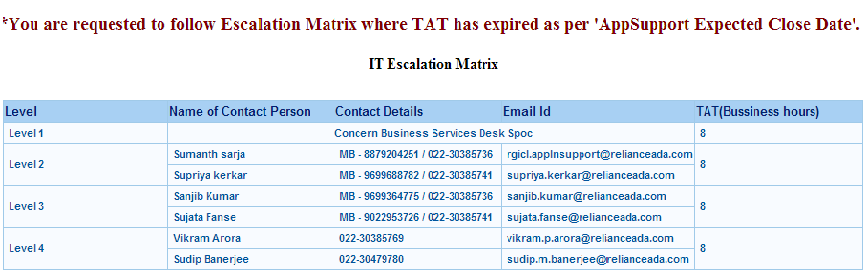 *You are requested to follow Escalation Matrix where TAT has expired as per 'AppSupport Expected Close Date'.
IT Escalation Matrix
Level Name of Contact Person Contact Details Email Id TAT(Bussiness hours)
Level 1 Concern Business Services Desk Spoc 8
Level 2 8
Sumanth sarja MB - 8879204251 / 022-30385736 rgicl.applnsupport@relianceada.com
Supriya kerkar MB - 9699688782 / 022-30385741 supriya.kerkar@relianceada.com
Level 3 8
Sanjib Kumar MB - 9699364775 / 022-30385736 sanjib.kumar@relianceada.com
Sujata Fanse MB - 9022953726 / 022-30385741 sujata.fanse@relianceada.com
Level 4 8
Vikram Arora 022-30385769 vikram.p.arora@relianceada.com
Sudip Banerjee 022-30479780 sudip.m.banerjee@relianceada.com